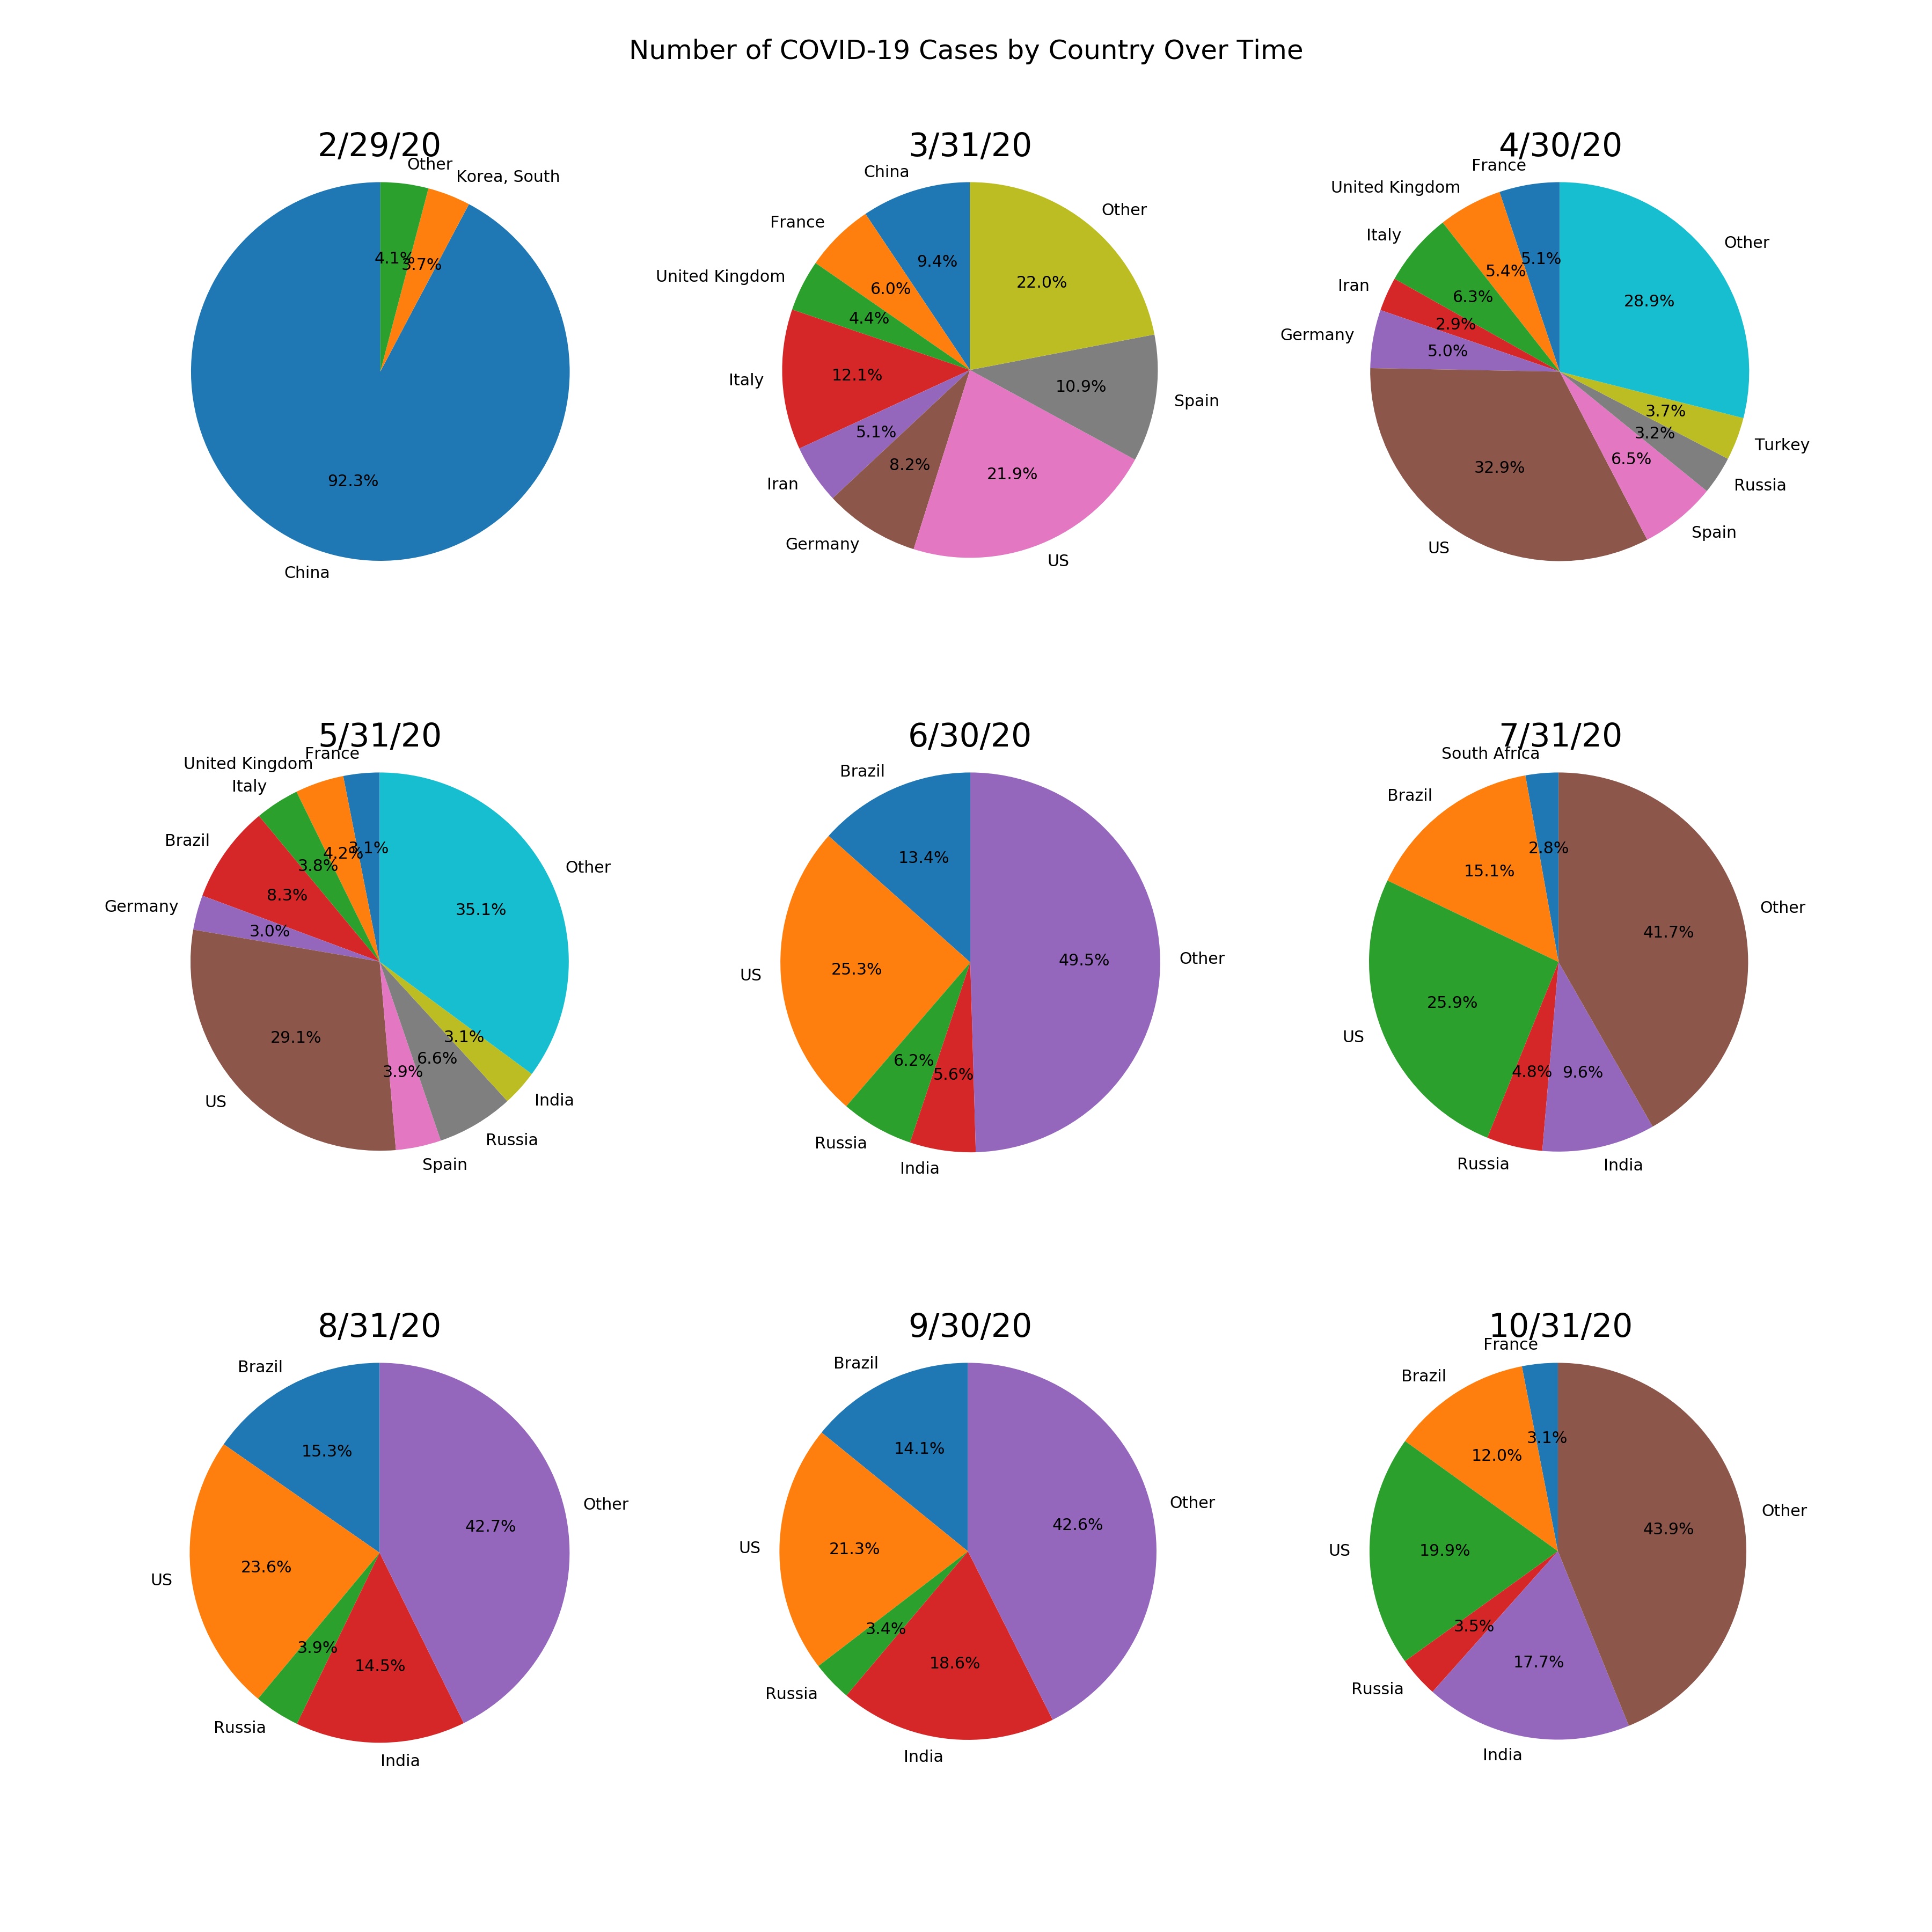 Number of COVID-19 Cases by Country Over Time
2/29/20
Other
Korea, South
4.1%
3.7%
92.3%
China
3/31/20
China
Other
France
9.4%
22.0%
United Kingdom
6.0%
4.4%
Italy
12.1%
10.9%
Spain
5.1%
8.2%
21.9%
Iran
Germany
US
4/30/20
France
United Kingdom
Italy
Other
5.1%
5.4%
Iran
6.3%
28.9%
2.9%
Germany
5.0%
3.7%
3.2%
Turkey
6.5%
32.9%
Russia
Spain
US
5/31/20
France
United Kingdom
Italy
Brazil
3.1%
4.2%
3.8%
Other
8.3%
Germany
35.1%
3.0%
29.1%
3.1%
6.6%
3.9%
US
India
Russia
Spain
6/30/20
Brazil
13.4%
Other
49.5%
US
25.3%
6.2%
5.6%
Russia
India
7/31/20
South Africa
Brazil
2.8%
15.1%
Other
41.7%
25.9%
US
4.8%
9.6%
Russia
India
8/31/20
Brazil
15.3%
Other
42.7%
23.6%
US
3.9%
14.5%
Russia
India
9/30/20
Brazil
14.1%
Other
42.6%
US
21.3%
3.4%
18.6%
Russia
India
10/31/20
France
Brazil
3.1%
12.0%
Other
43.9%
US
19.9%
3.5%
17.7%
Russia
India